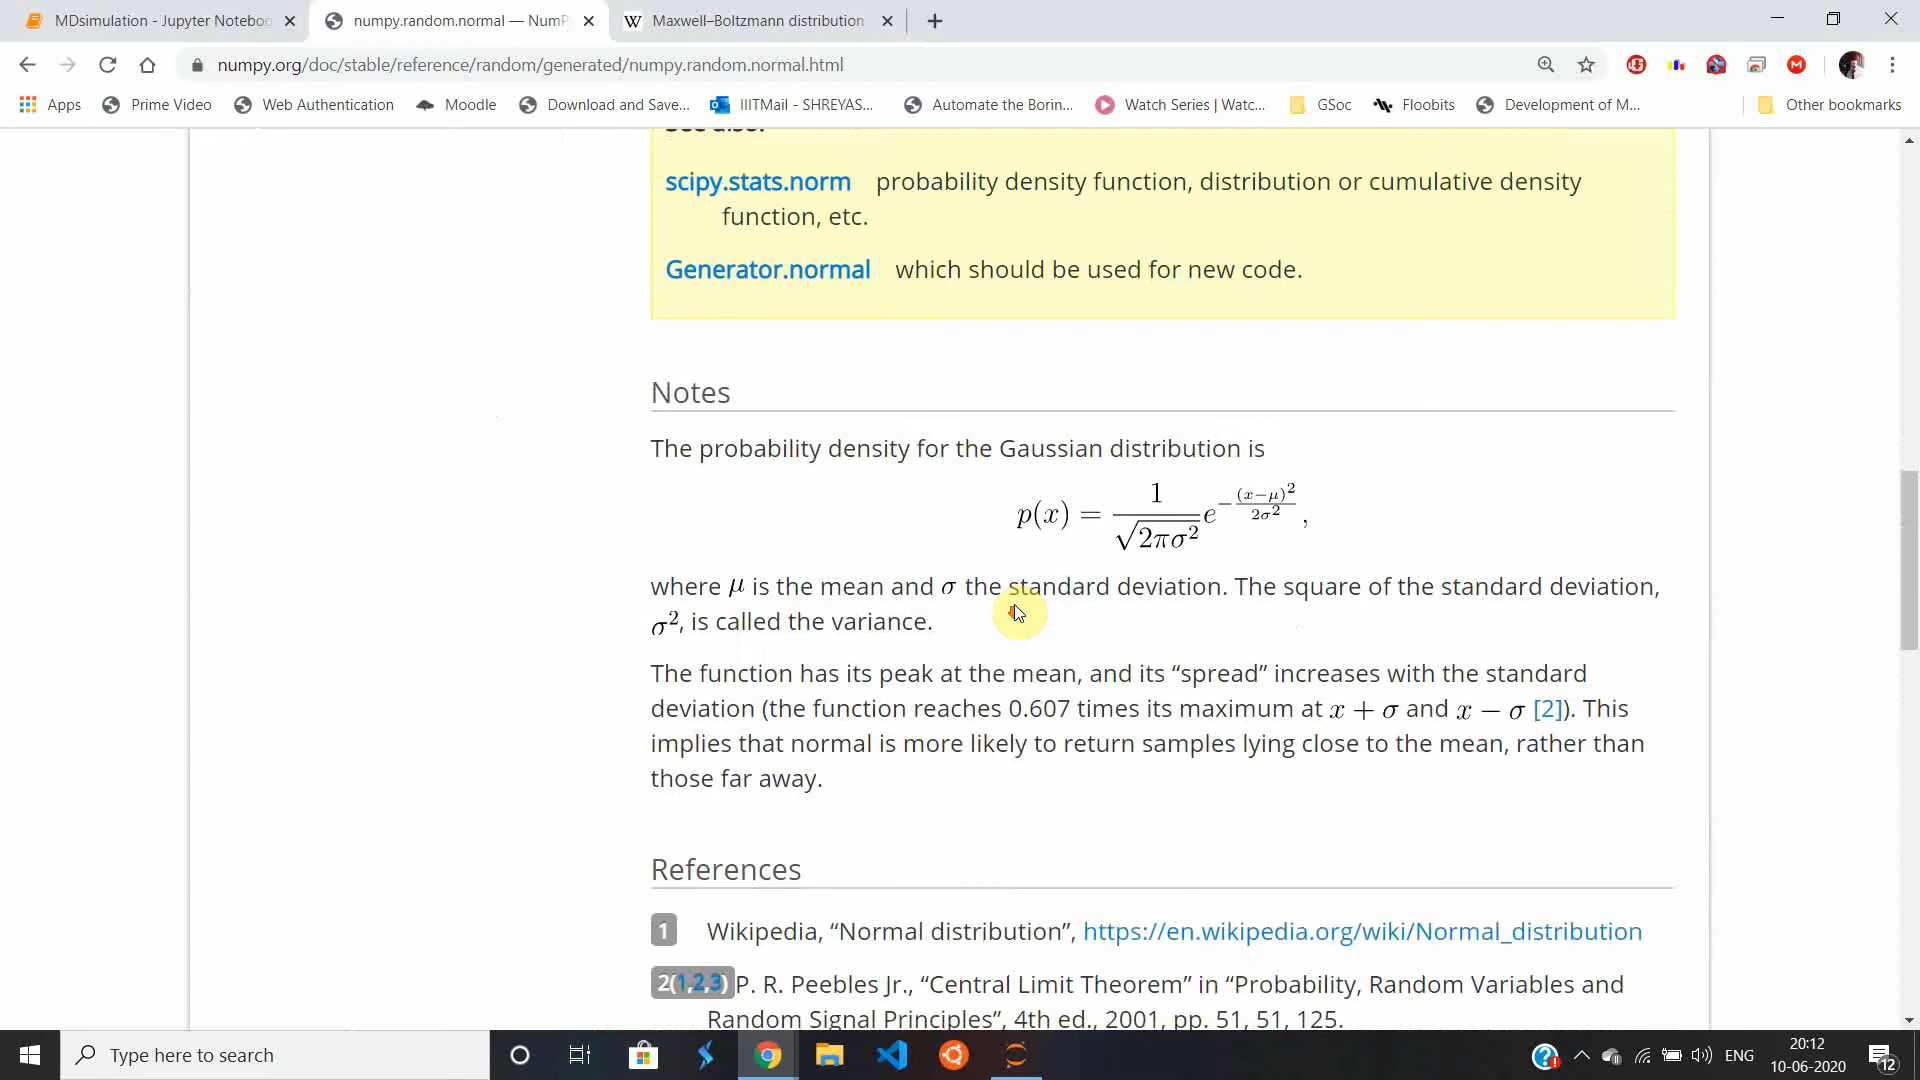 MDsimulation - Jupyter Noteboo
numpy.random.normal — NumP
Maxwell–Boltzmann distribution
numpy.org/doc/stable/reference/random/generated/numpy.random.normal.html
Apps
Prime Video
Web Authentication
Moodle
Download and Save...
IIITMail - SHREYAS...
Automate the Borin...
Watch Series | Watc...
GSoc
Floobits
Development of M...
Other bookmarks
See also:
scipy.stats.norm probability density function, distribution or cumulative density
function, etc.
Generator.normal which should be used for new code.
Notes
The probability density for the Gaussian distribution is
p(x) = 1/√(2πσ²) e^(−(x−μ)²/2σ²),
where μ is the mean and σ the standard deviation. The square of the standard deviation,
σ², is called the variance.
The function has its peak at the mean, and its “spread” increases with the standard
deviation (the function reaches 0.607 times its maximum at x + σ and x − σ [2]). This
implies that normal is more likely to return samples lying close to the mean, rather than
those far away.
References
1 Wikipedia, “Normal distribution”, https://en.wikipedia.org/wiki/Normal_distribution
2(1,2,3) P. R. Peebles Jr., “Central Limit Theorem” in “Probability, Random Variables and
Random Signal Principles”, 4th ed., 2001, pp. 51, 51, 125.
Type here to search
ENG
20:12
10-06-2020
12